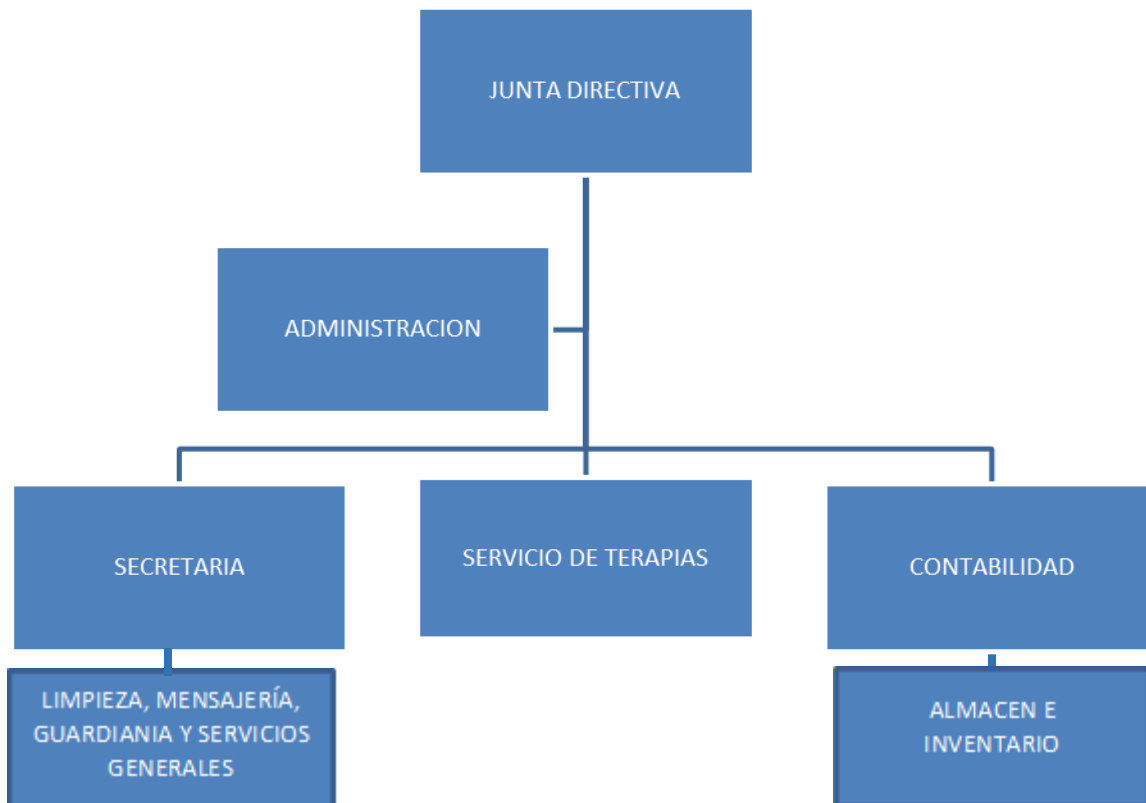 JUNTA DIRECTIVA
ADMINISTRACION
SECRETARIA
SERVICIO DE TERAPIAS
CONTABILIDAD
LIMPIEZA, MENSAJERÍA,
GUARDIANIA Y SERVICIOS
GENERALES
ALMACEN E
INVENTARIO